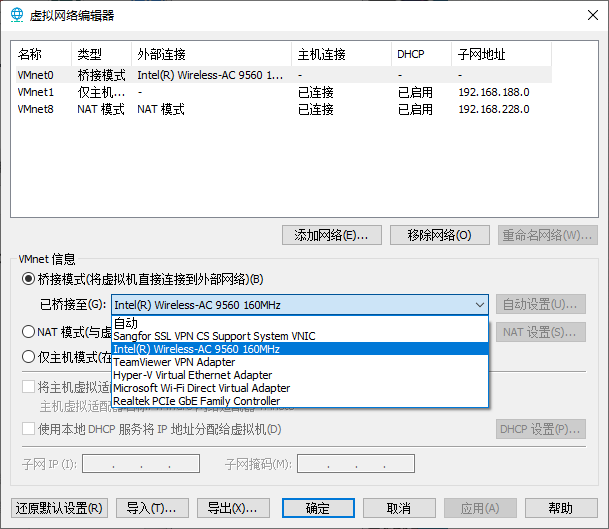 虚拟网络编辑器
名称 类型 外部连接 主机连接 DHCP 子网地址
VMnet0 桥接模式 Intel(R) Wireless-AC 9560 1... - - -
VMnet1 仅主机... - 已连接 已启用 192.168.188.0
VMnet8 NAT 模式 NAT 模式 已连接 已启用 192.168.228.0
添加网络(E)... 移除网络(O) 重命名网络(W)...
VMnet 信息
桥接模式(将虚拟机直接连接到外部网络)(B)
已桥接至(G): Intel(R) Wireless-AC 9560 160MHz 自动设置(U)...
自动
Sangfor SSL VPN CS Support System VNIC
NAT 模式(与虚 NAT 设置(S)...
Intel(R) Wireless-AC 9560 160MHz
仅主机模式(在
TeamViewer VPN Adapter
Hyper-V Virtual Ethernet Adapter
将主机虚拟适
Microsoft Wi-Fi Direct Virtual Adapter
Realtek PCIe GbE Family Controller
使用本地 DHCP 服务将 IP 地址分配给虚拟机(D) DHCP 设置(P)...
子网 IP (I): . . . 子网掩码(M): . . .
还原默认设置(R) 导入(T)... 导出(X)... 确定 取消 应用(A) 帮助